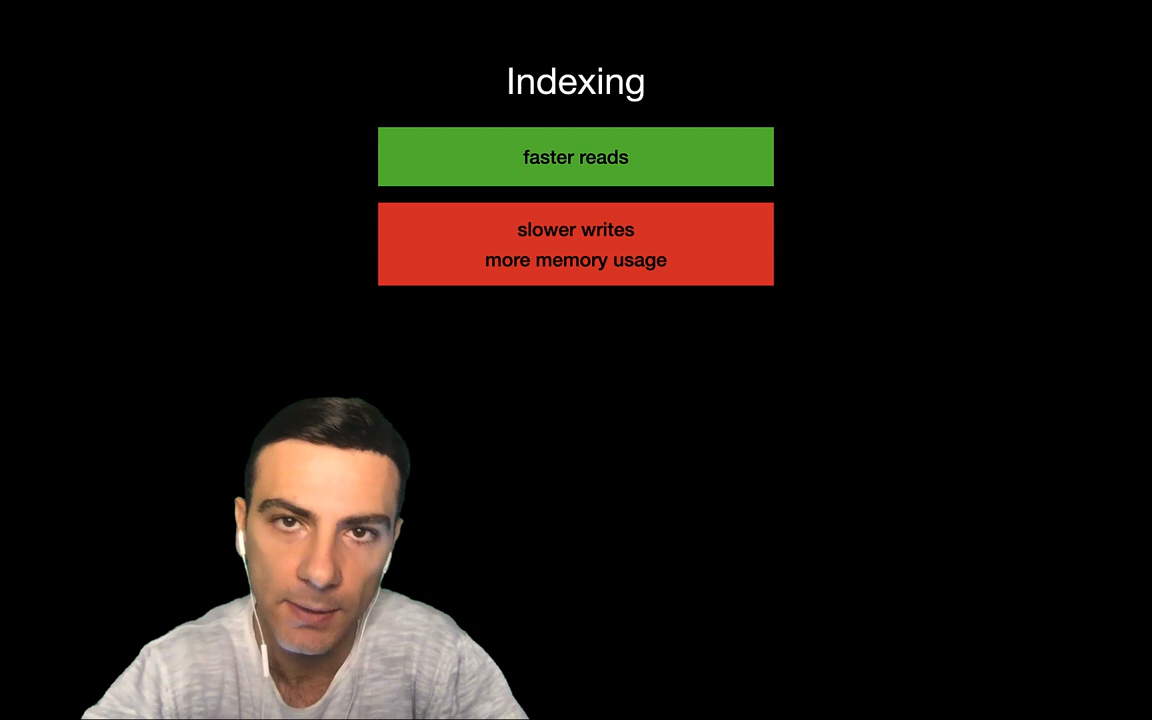 Indexing
faster reads
slower writes
more memory usage